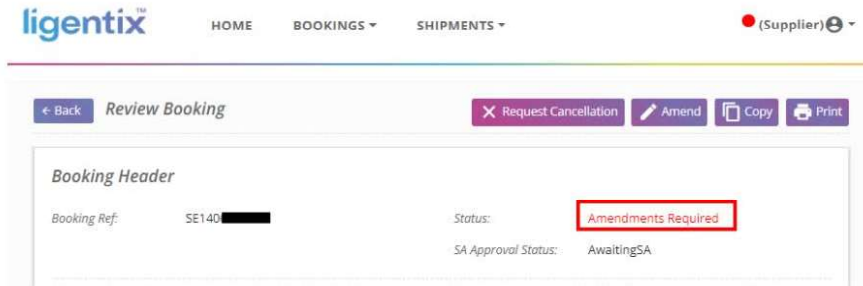 ligentix™ HOME BOOKINGS SHIPMENTS (Supplier)
← Back Review Booking Request Cancellation Amend Copy Print
Booking Header
Booking Ref: SE140 Status: Amendments Required
SA Approval Status: AwaitingSA